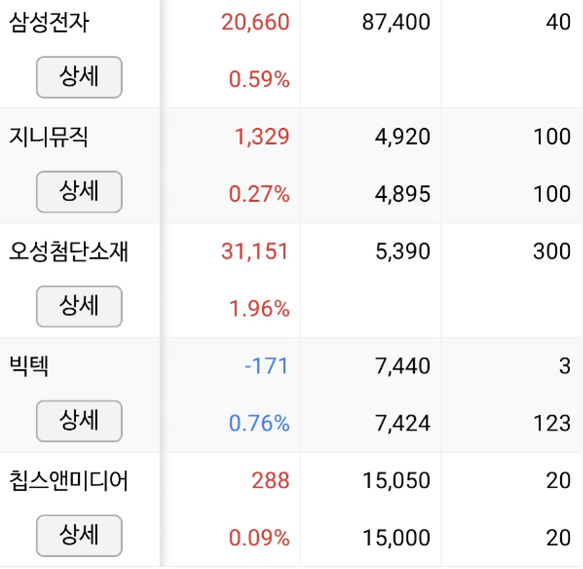 삼성전자 20,660 87,400 40
상세 0.59%
지니뮤직 1,329 4,920 100
상세 0.27% 4,895 100
오성첨단소재 31,151 5,390 300
상세 1.96%
빅텍 -171 7,440 3
상세 0.76% 7,424 123
칩스앤미디어 288 15,050 20
상세 0.09% 15,000 20